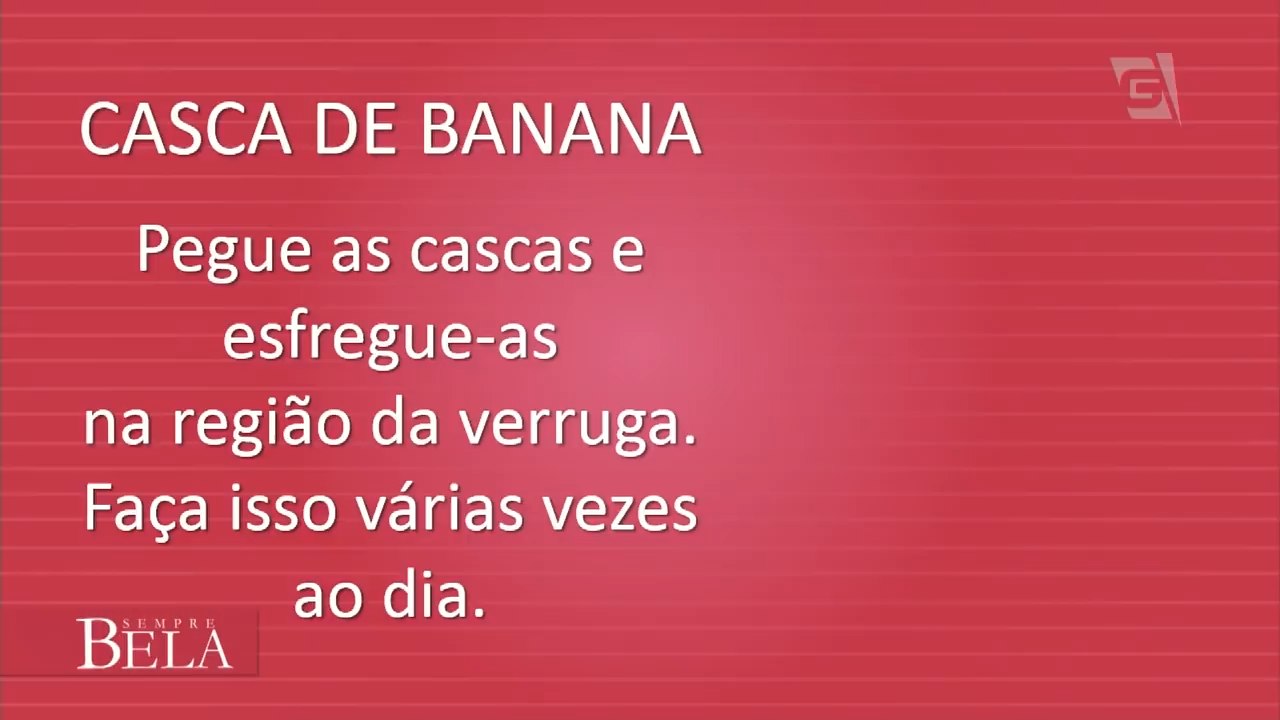 CASCA DE BANANA
Pegue as cascas e
esfregue-as
na região da verruga.
Faça isso várias vezes
ao dia.
SEMPRE
BELA